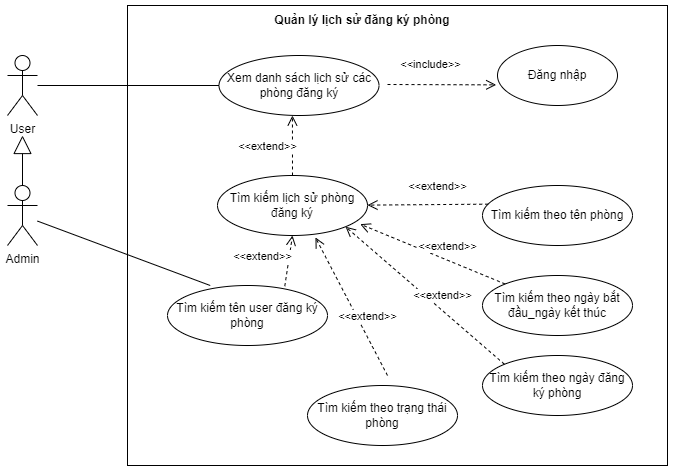 Quản lý lịch sử đăng ký phòng
<<include>>
Xem danh sách lịch sử các
phòng đăng ký
Đăng nhập
User
<<extend>>
Tìm kiếm lịch sử phòng
đăng ký
<<extend>>
Tìm kiếm theo tên phòng
Admin
<<extend>>
<<extend>>
Tìm kiếm tên user đăng ký
phòng
<<extend>>
<<extend>>
Tìm kiếm theo ngày bắt
đầu_ngày kết thúc
Tìm kiếm theo ngày đăng
ký phòng
Tìm kiếm theo trạng thái
phòng